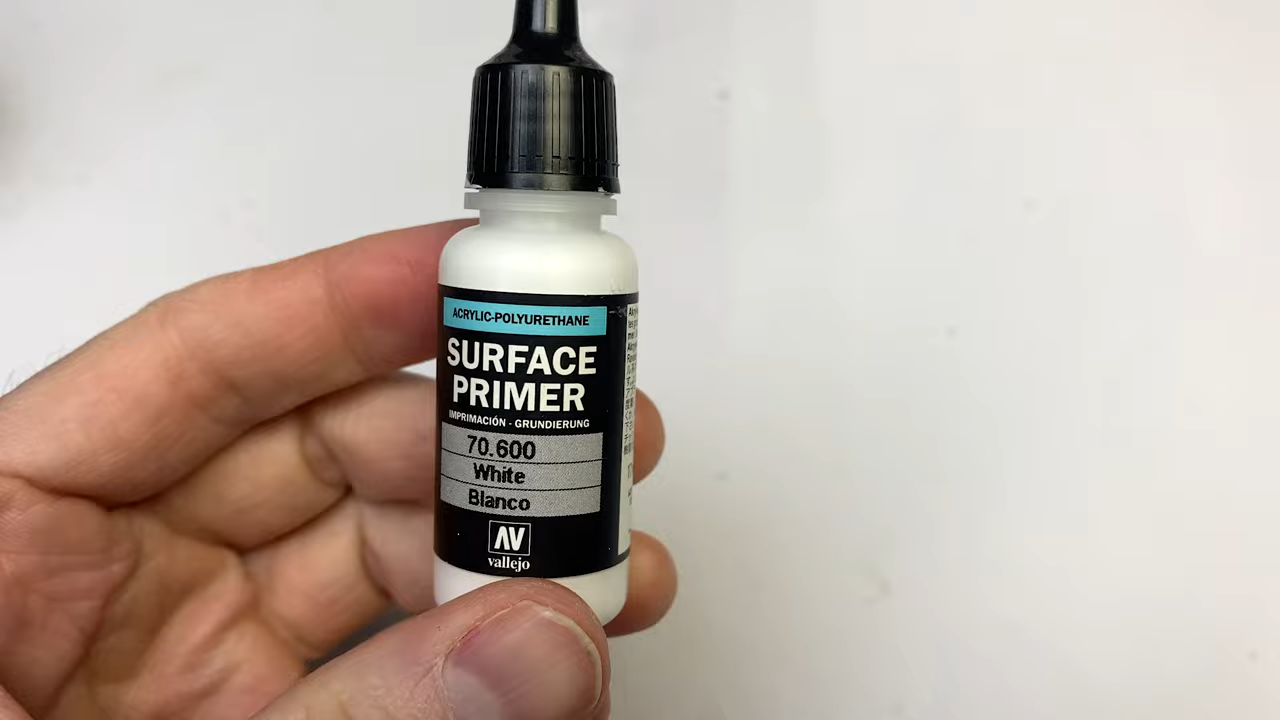 ACRYLIC-POLYURETHANE
SURFACE
PRIMER
IMPRIMACIÓN - GRUNDIERUNG
70.600
White
Blanco
AV
vallejo